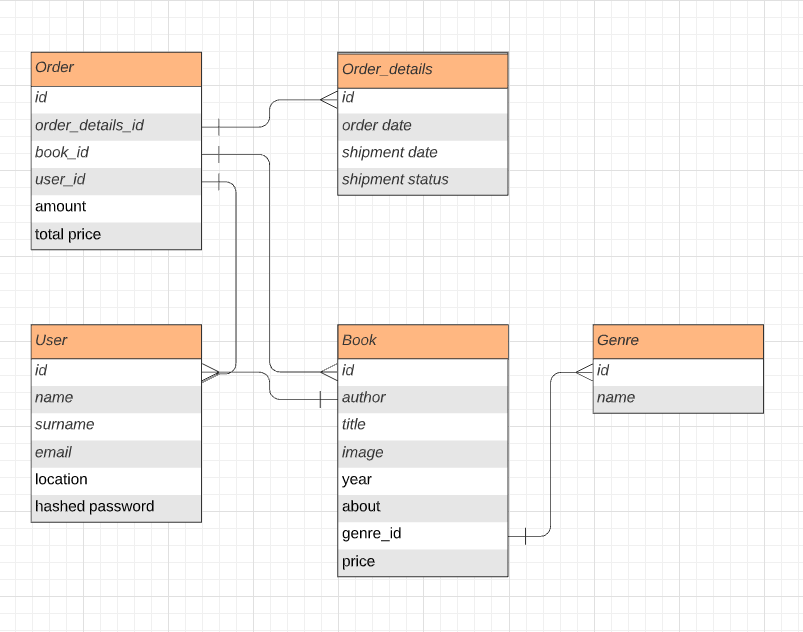 Order
id
order_details_id
book_id
user_id
amount
total price
Order_details
id
order date
shipment date
shipment status
User
id
name
surname
email
location
hashed password
Book
id
author
title
image
year
about
genre_id
price
Genre
id
name